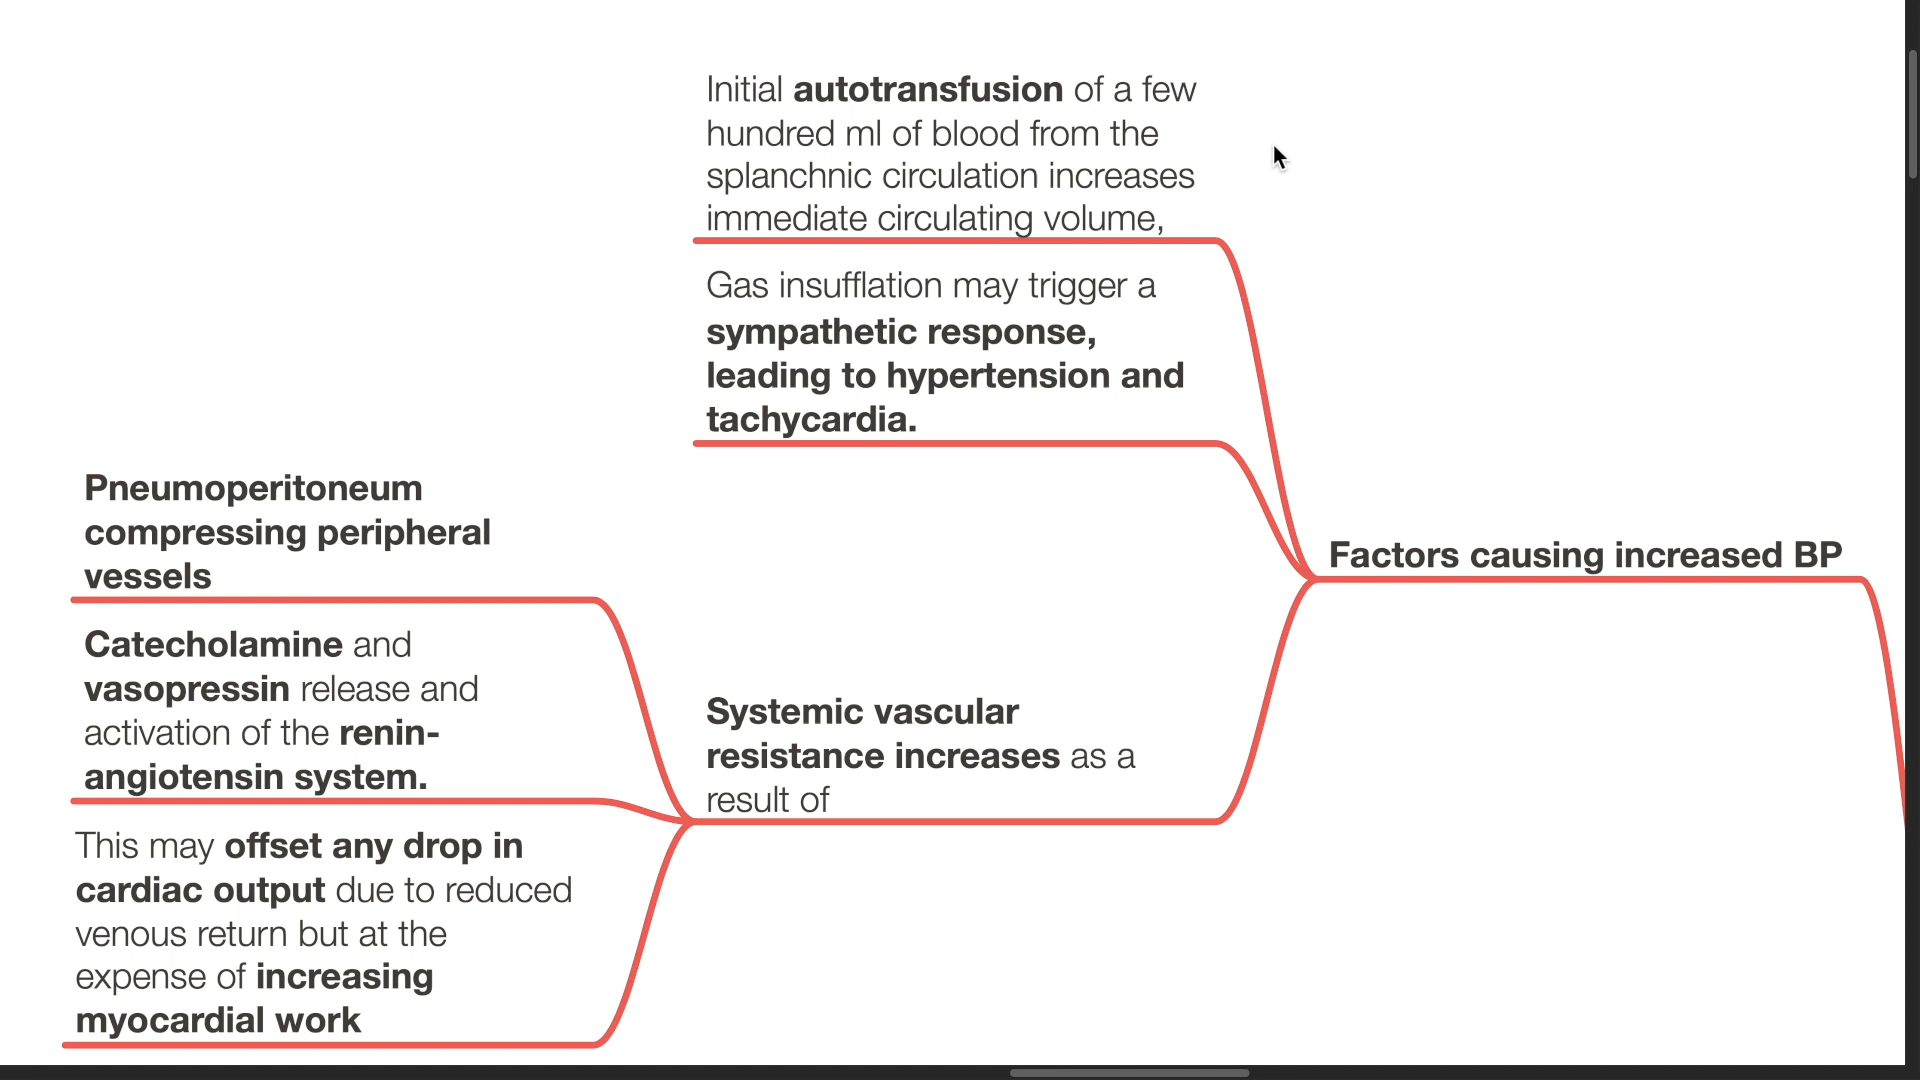 Initial autotransfusion of a few
hundred ml of blood from the
splanchnic circulation increases
immediate circulating volume,
Gas insufflation may trigger a
sympathetic response,
leading to hypertension and
tachycardia.
Pneumoperitoneum
compressing peripheral
vessels
Factors causing increased BP
Catecholamine and
vasopressin release and
activation of the renin-
angiotensin system.
Systemic vascular
resistance increases as a
result of
This may offset any drop in
cardiac output due to reduced
venous return but at the
expense of increasing
myocardial work